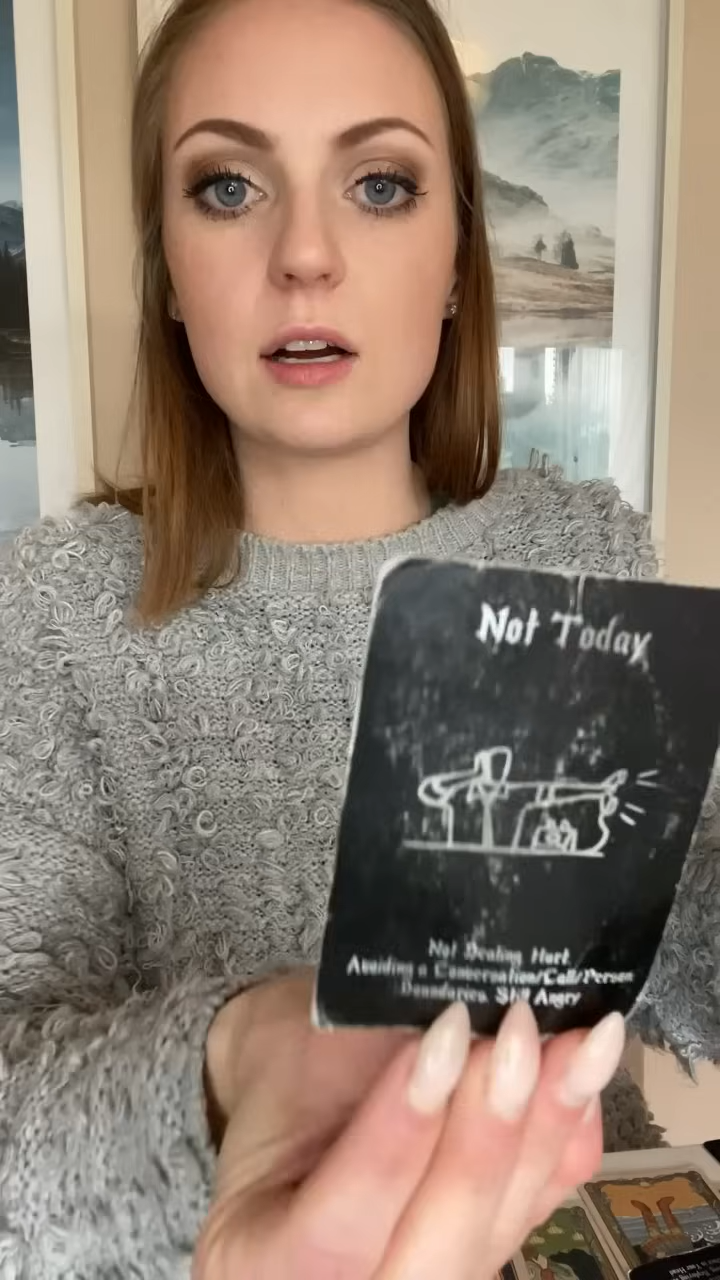 Not Today
Not Dealing, Hurt
Avoiding a Conversation/Call/Person
Boundaries, Still Angry